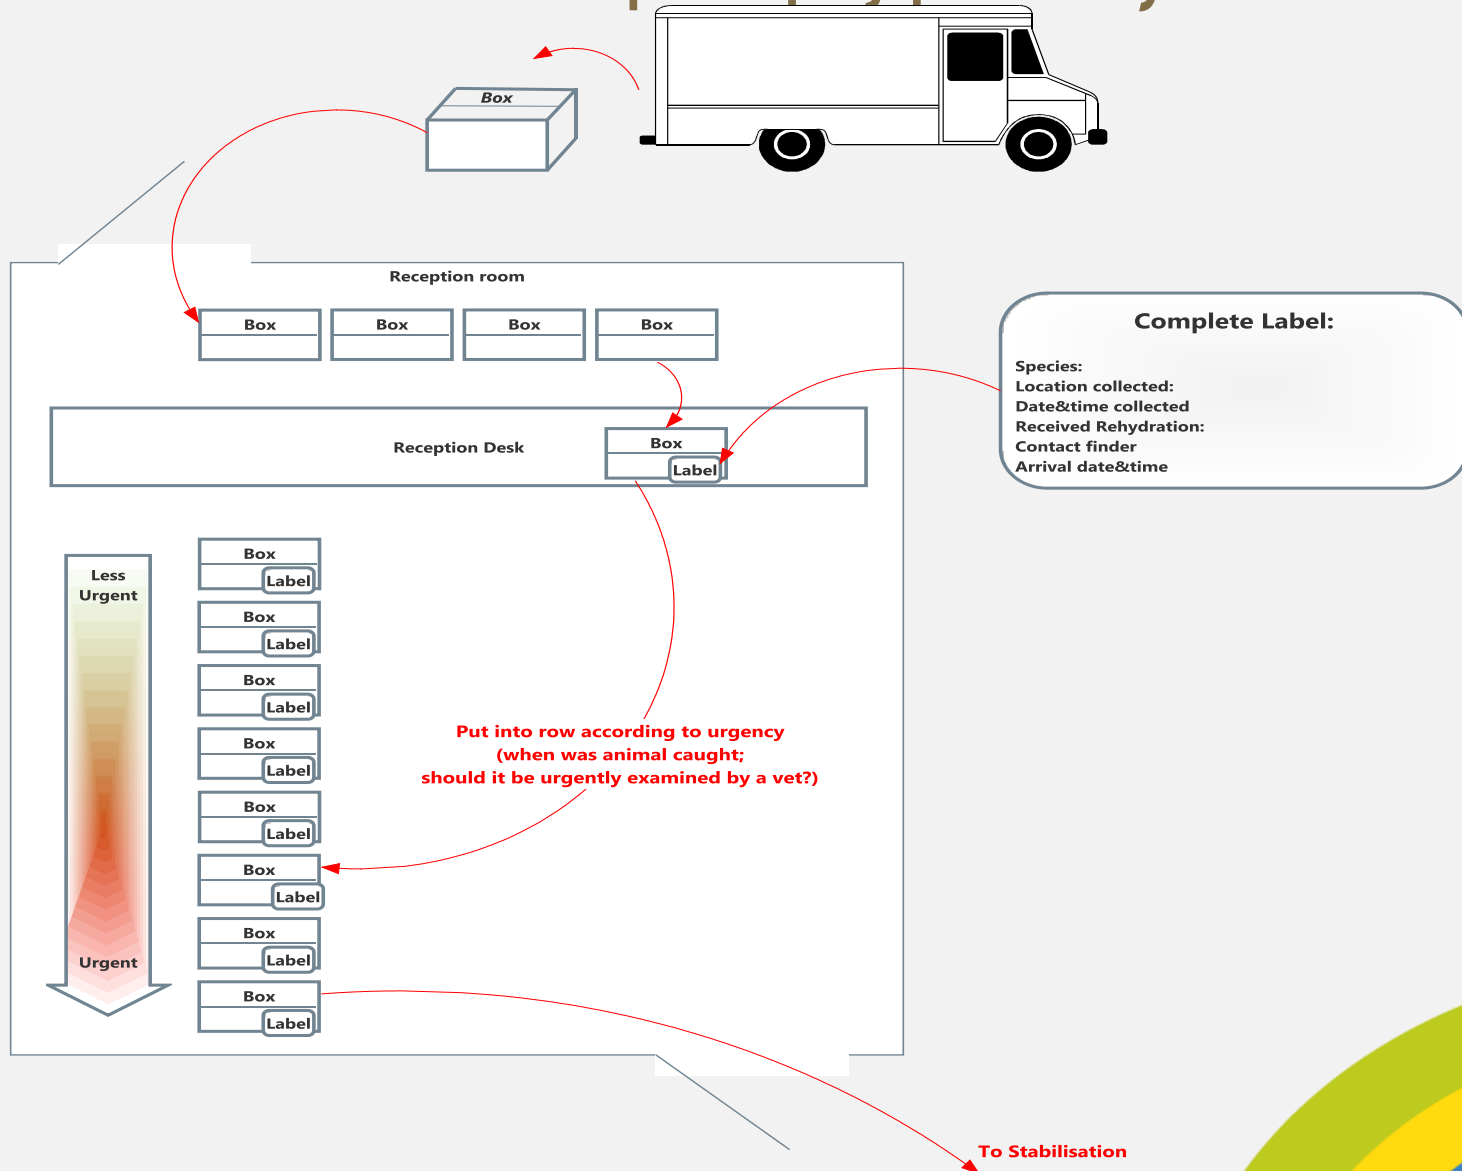 Box
Reception room
Box
Box
Box
Box
Complete Label:
Species:
Location collected:
Date&time collected
Received Rehydration:
Contact finder
Arrival date&time
Reception Desk
Box
Label
Less
Urgent
Box
Label
Box
Label
Box
Label
Box
Label
Box
Label
Box
Label
Box
Label
Box
Label
Put into row according to urgency
(when was animal caught;
should it be urgently examined by a vet?)
Urgent
To Stabilisation